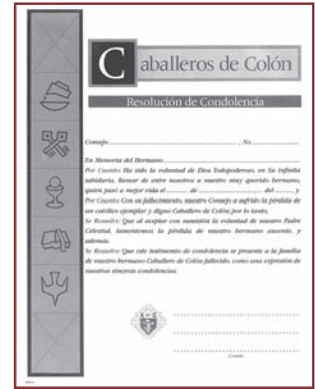 Caballeros de Colón
Resolución de Condolencia
Consejo , No.
En Memoria del Hermano
Por Cuanto: Ha sido la voluntad de Dios Todopoderoso, en Su infinita
sabiduría, llamar de entre nosotros a nuestro muy querido hermano,
quien pasó a mejor vida el ......... de ............................ del ........, y
Por Cuanto: Con su fallecimiento, nuestro Consejo a sufrido la pérdida de
un católico ejemplar y digno Caballero de Colón; por lo tanto,
Se Resuelve: Que al aceptar con sumisión la voluntad de nuestro Padre
Celestial, lamentemos la pérdida de nuestro hermano ausente, y
además,
Se Resuelve: Que este testimonio de condolencia se presente a la familia
de nuestro hermano Caballero de Colón fallecido, como una expresión de
nuestras sinceras condolencias.
Comité